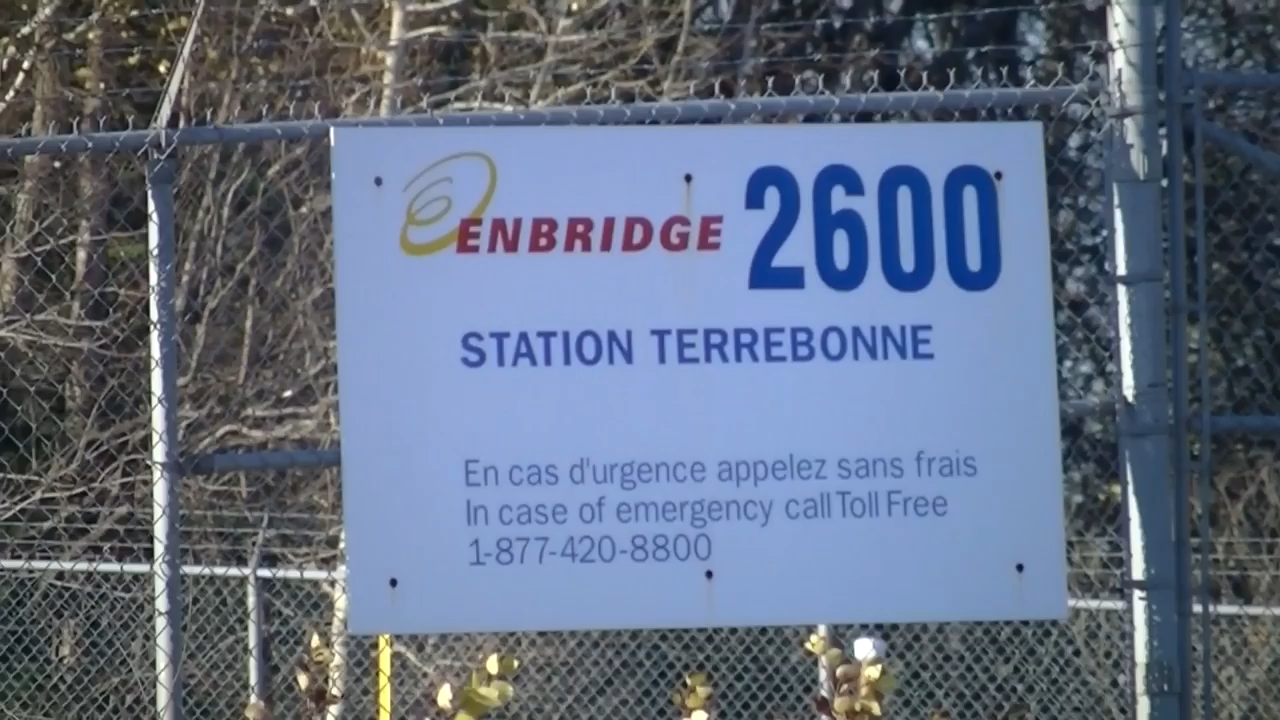 ENBRIDGE 2600
STATION TERREBONNE
En cas d'urgence appelez sans frais
In case of emergency call Toll Free
1-877-420-8800